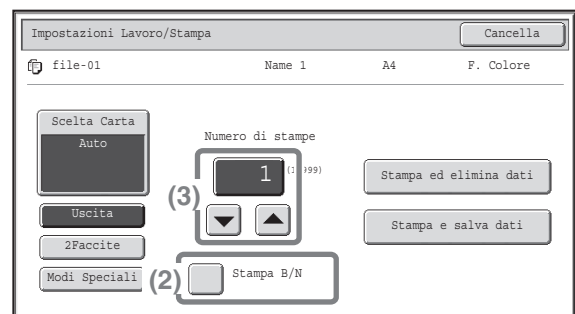 Impostazioni Lavoro/Stampa
Cancella
file-01 Name 1 A4 F. Colore
Scelta Carta
Auto
Numero di stampe
1
(3)
Stampa ed elimina dati
Uscita
Stampa e salva dati
2Faccite
Modi Speciali
(2)
Stampa B/N